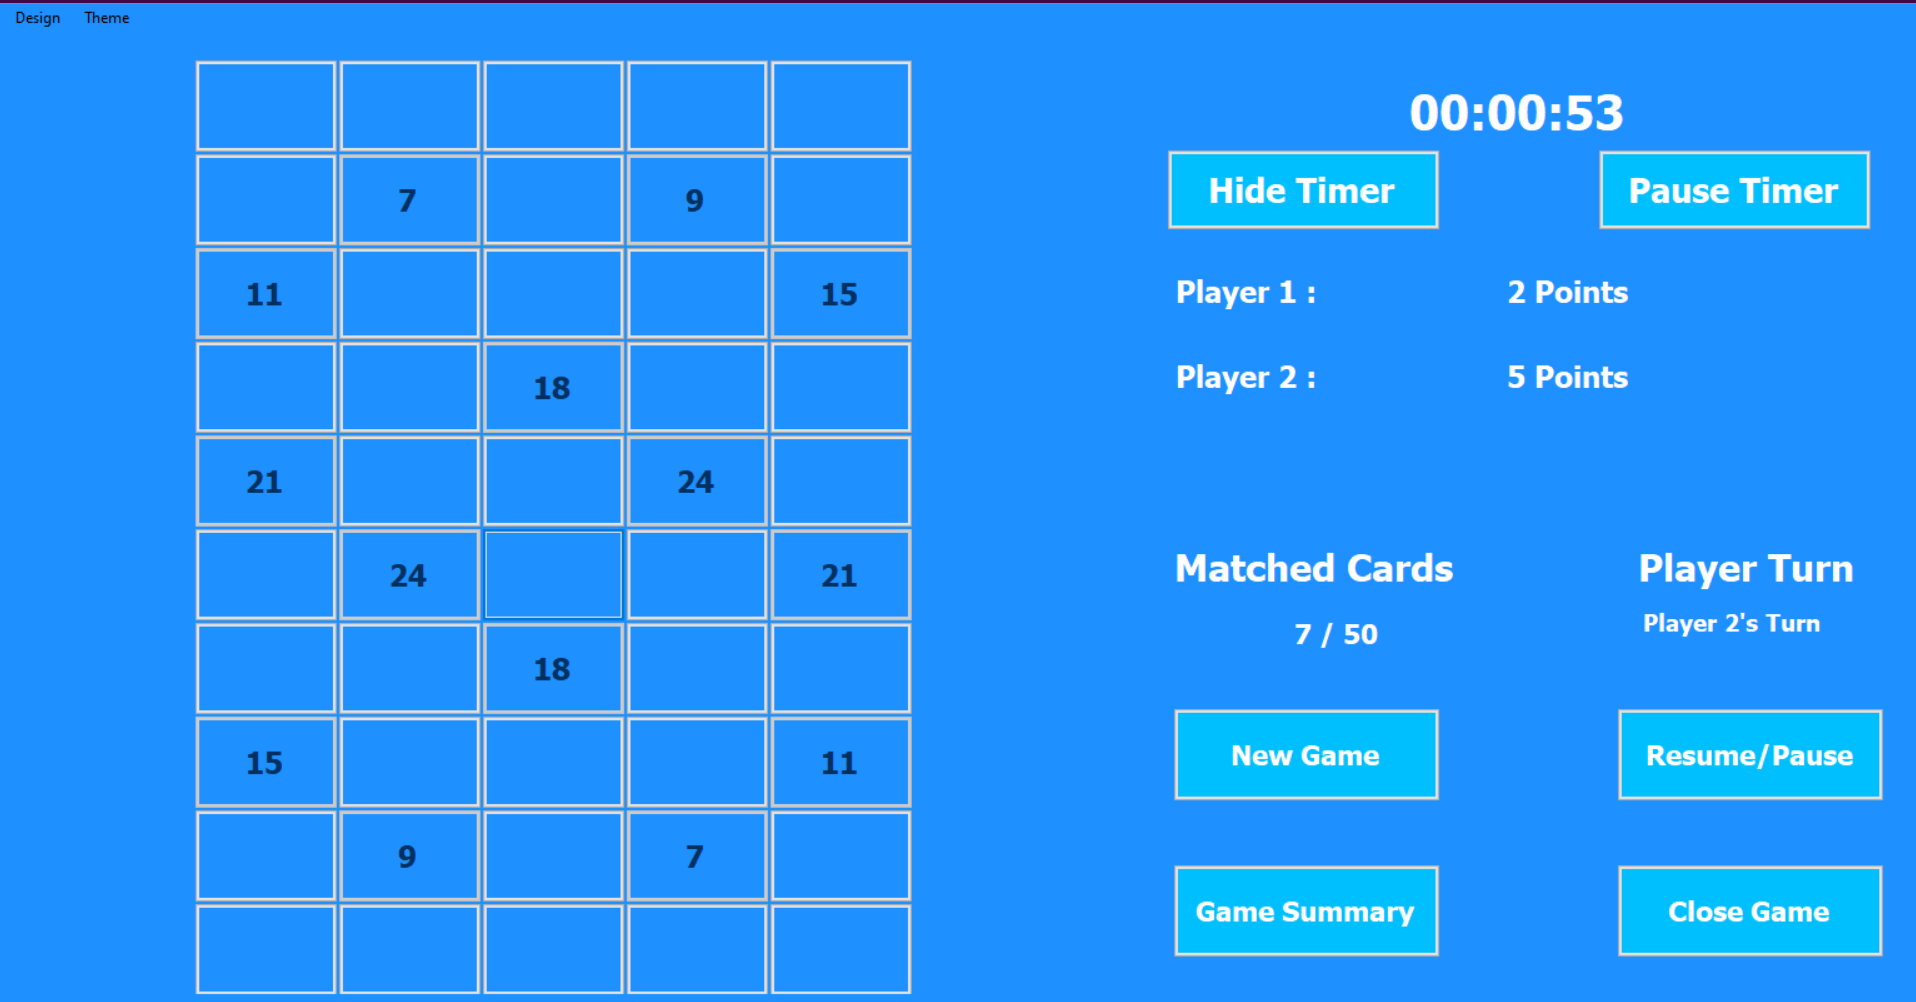 Design Theme
00:00:53
Hide Timer Pause Timer
7 9
11 15
Player 1 : 2 Points
18
Player 2 : 5 Points
21 24
24 21
Matched Cards Player Turn
7 / 50 Player 2's Turn
18
15 11
New Game Resume/Pause
9 7
Game Summary Close Game